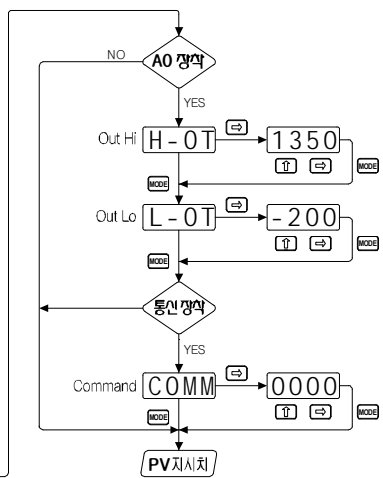 AO 장착
NO
YES
Out Hi H-OT ⇨ 1350
⇧ ⇨ MODE
MODE
Out Lo L-OT ⇨ -200
⇧ ⇨ MODE
MODE
통신 장착
YES
Command COMM ⇨ 0000
⇧ ⇨ MODE
MODE
PV지시치